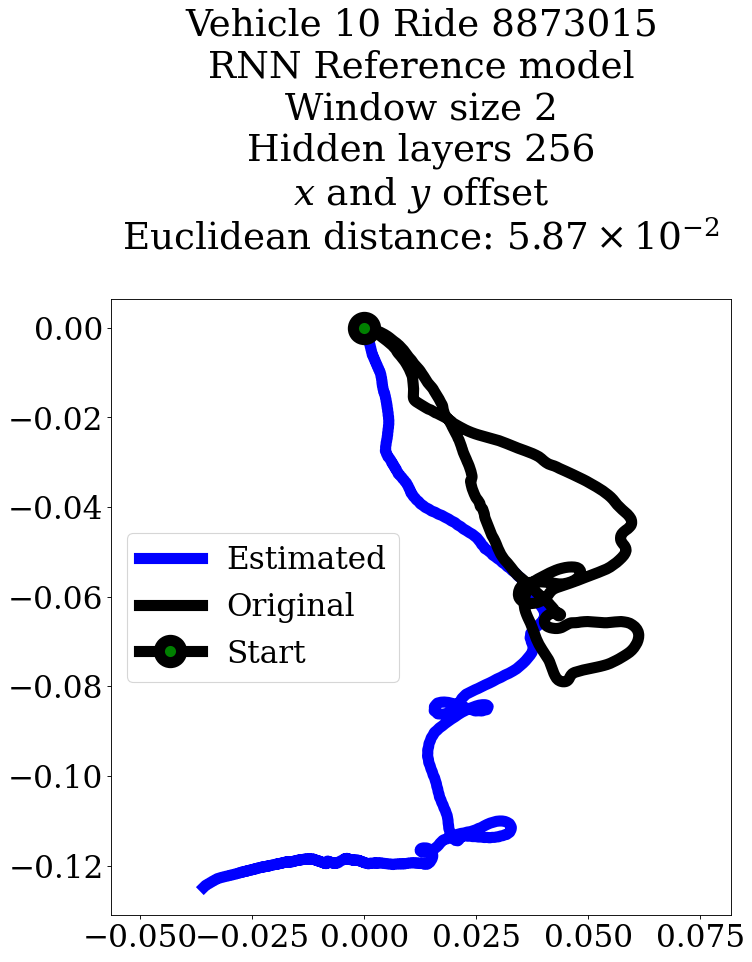 Vehicle 10 Ride 8873015
RNN Reference model
Window size 2
Hidden layers 256
x and y offset
Euclidean distance: 5.87 × 10⁻²
0.00
−0.02
−0.04
−0.06
−0.08
−0.10
−0.12
Estimated
Original
Start
−0.050 −0.025 0.000 0.025 0.050 0.075